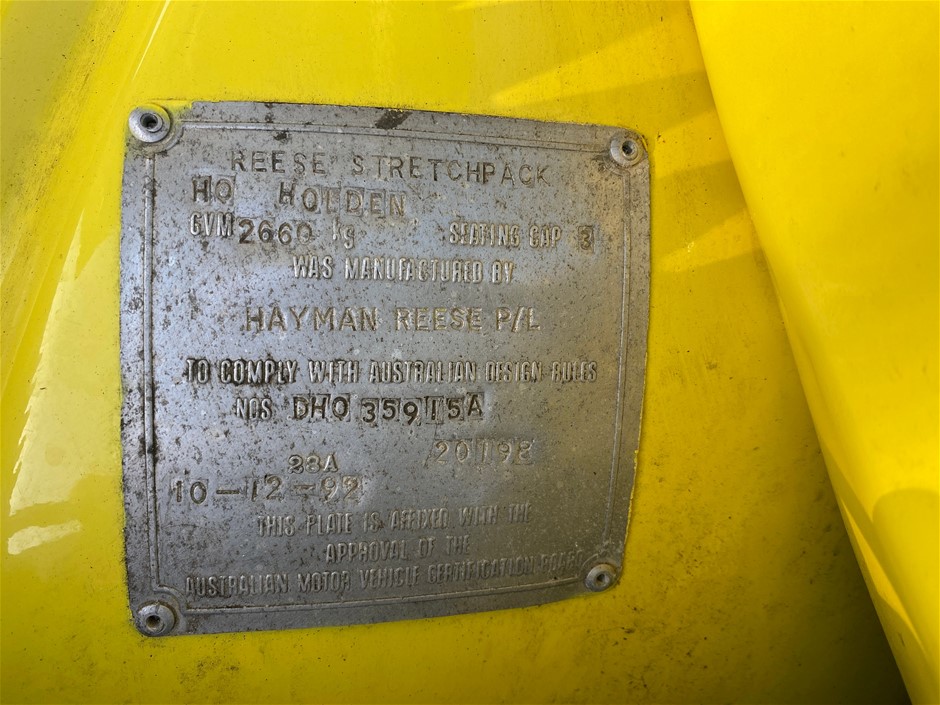 REESE STRETCHPACK
HQ HOLDEN
GVM 2660 kg SEATING CAP 3
WAS MANUFACTURED BY
HAYMAN REESE P/L
TO COMPLY WITH AUSTRALIAN DESIGN RULES
NOS DHO 35915A
28A 20798
10-12-92
THIS PLATE IS AFFIXED WITH THE
APPROVAL OF THE
AUSTRALIAN MOTOR VEHICLE CERTIFICATION BOARD